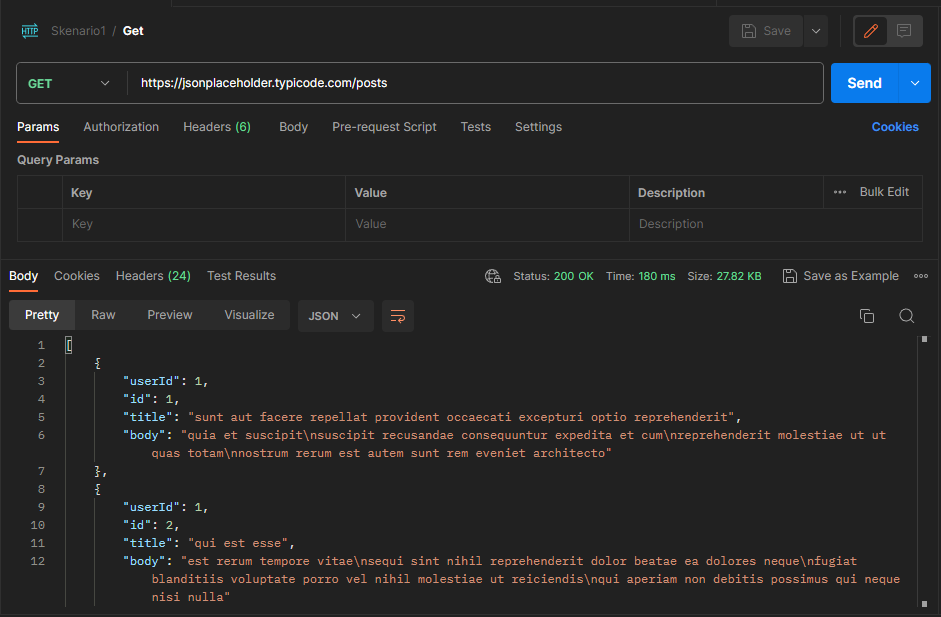 HTTP Skenario1 / Get Save
GET https://jsonplaceholder.typicode.com/posts Send
Params Authorization Headers (6) Body Pre-request Script Tests Settings Cookies
Query Params
Key Value Description ••• Bulk Edit
Key Value Description
Body Cookies Headers (24) Test Results Status: 200 OK Time: 180 ms Size: 27.82 KB Save as Example •••
Pretty Raw Preview Visualize JSON
1 [
2 {
3 "userId": 1,
4 "id": 1,
5 "title": "sunt aut facere repellat provident occaecati excepturi optio reprehenderit",
6 "body": "quia et suscipit\nsuscipit recusandae consequuntur expedita et cum\nreprehenderit molestiae ut ut
quas totam\nnostrum rerum est autem sunt rem eveniet architecto"
7 },
8 {
9 "userId": 1,
10 "id": 2,
11 "title": "qui est esse",
12 "body": "est rerum tempore vitae\nsequi sint nihil reprehenderit dolor beatae ea dolores neque\nfugiat
blanditiis voluptate porro vel nihil molestiae ut reiciendis\nqui aperiam non debitis possimus qui neque
nisi nulla"